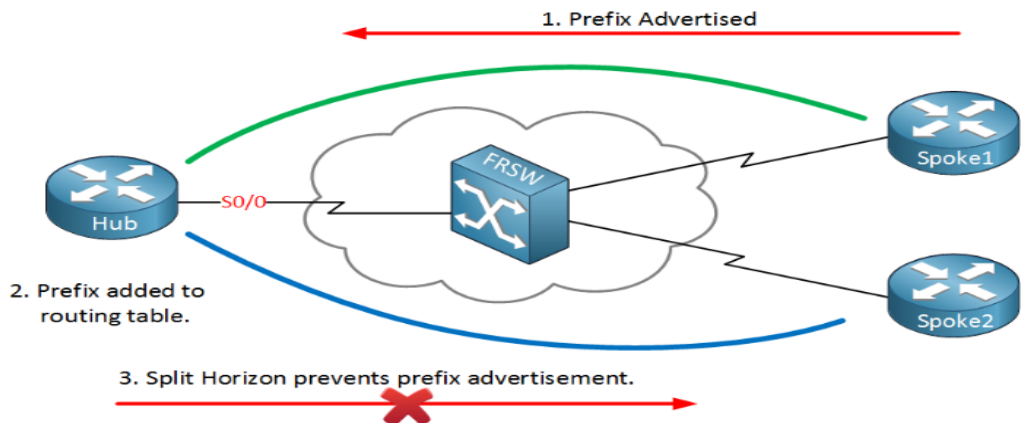 1. Prefix Advertised
FRSW
Spoke1
S0/0
Hub
2. Prefix added to
routing table.
Spoke2
3. Split Horizon prevents prefix advertisement.